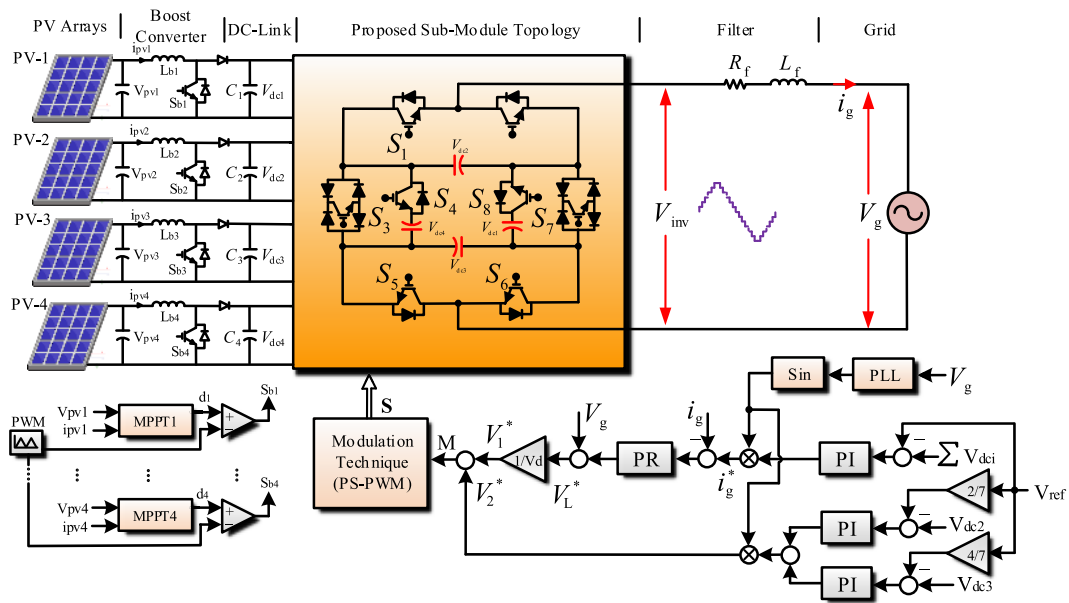 PV Arrays
Boost Converter
DC-Link
Proposed Sub-Module Topology
Filter
Grid
PV-1
ipv1
Lb1
Vpv1
Sb1
C1
Vdc1
PV-2
ipv2
Lb2
Vpv2
Sb2
C2
Vdc2
PV-3
ipv3
Lb3
Vpv3
Sb3
C3
Vdc3
PV-4
ipv4
Lb4
Vpv4
Sb4
C4
Vdc4
S1
Vdc2
S3
S4
S8
S7
Vdc4
Vdc1
Vdc3
S5
S6
Rf
Lf
ig
Vinv
Vg
Sin
PLL
Vg
PWM
Vpv1
ipv1
MPPT1
d1
+
−
Sb1
Vpv4
ipv4
MPPT4
d4
+
−
Sb4
S
Modulation
Technique
(PS-PWM)
M
V1*
V2*
1/Vd
VL*
Vg
PR
−
ig
ig*
PI
−
∑ Vdci
2/7
Vref
PI
−
Vdc2
4/7
PI
−
Vdc3